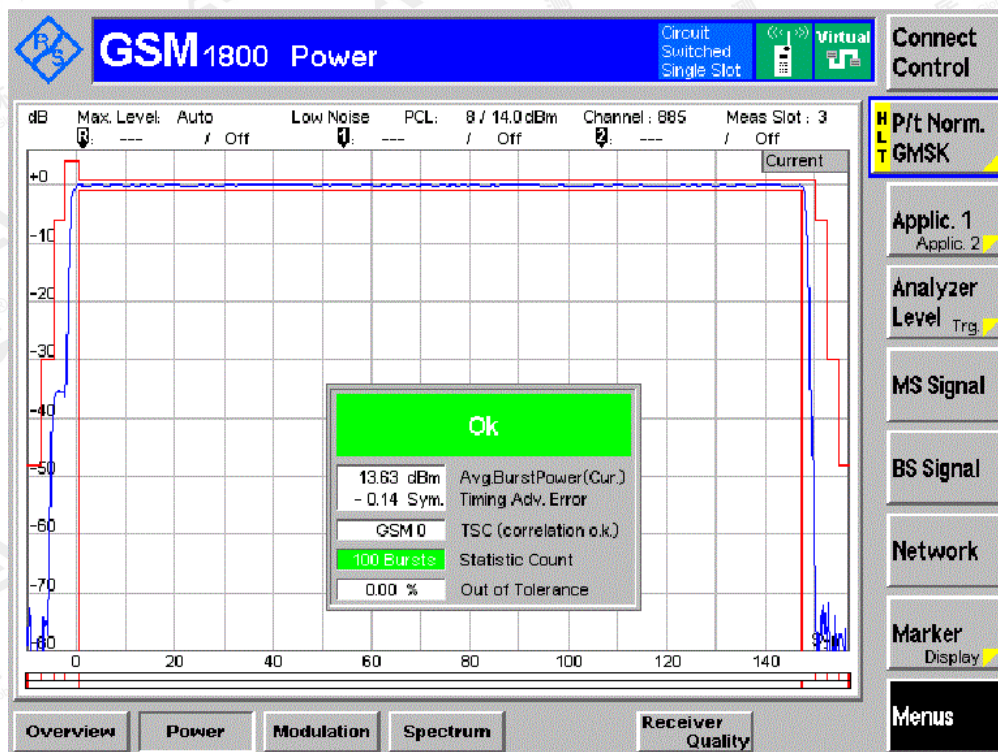 R S
GSM 1800 Power
Circuit Switched Single Slot
Virtual
Connect Control
dB Max. Level: Auto Low Noise PCL: 8 / 14.0 dBm Channel : 885 Meas Slot : 3
R : --- / Off 1 : --- / Off 2 : --- / Off
Current
H L T P/t Norm. GMSK
+0
-10
-20
-30
-40
-50
-60
-70
-80
Applic. 1
Applic. 2
Analyzer Level Trg.
MS Signal
BS Signal
Network
Marker
Display
Menus
Ok
13.63 dBm Avg.BurstPower(Cur.)
- 0.14 Sym. Timing Adv. Error
GSM 0 TSC (correlation o.k.)
100 Bursts Statistic Count
0.00 % Out of Tolerance
0 20 40 60 80 100 120 140
Overview Power Modulation Spectrum Receiver Quality